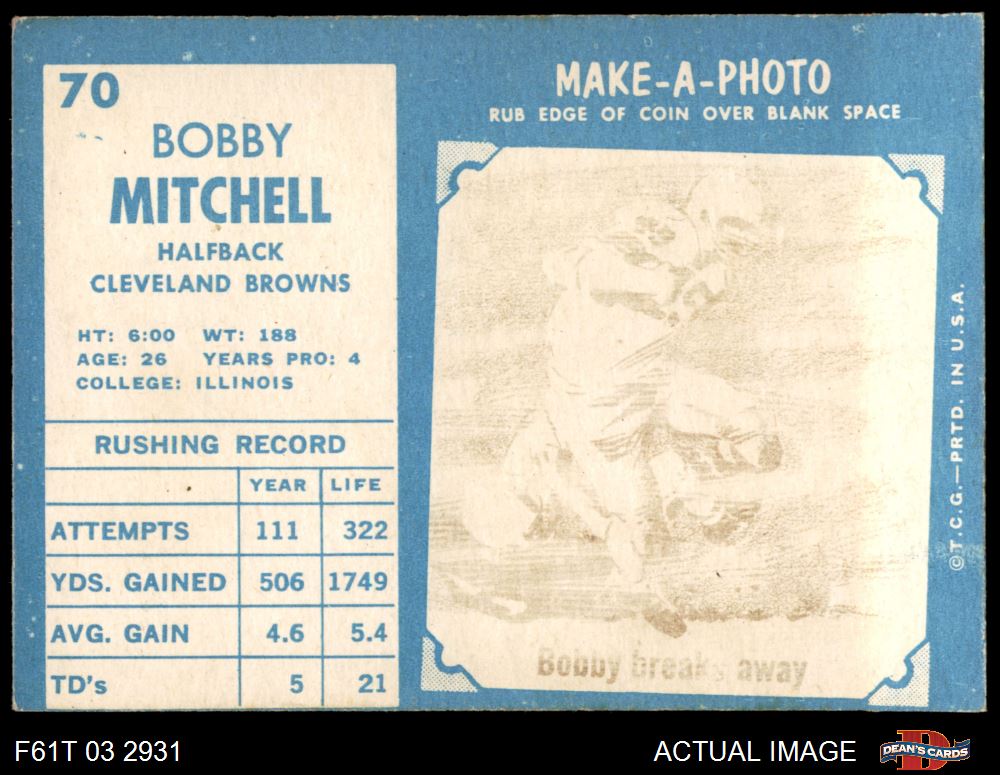 70
BOBBY
MITCHELL
HALFBACK
CLEVELAND BROWNS
HT: 6:00 WT: 188
AGE: 26 YEARS PRO: 4
COLLEGE: ILLINOIS
RUSHING RECORD
YEAR LIFE
ATTEMPTS 111 322
YDS. GAINED 506 1749
AVG. GAIN 4.6 5.4
TD's 5 21
MAKE-A-PHOTO
RUB EDGE OF COIN OVER BLANK SPACE
Bobby breaks away
©T.C.G.—PRTD. IN U.S.A.
F61T 03 2931
ACTUAL IMAGE
D
DEAN'S CARDS